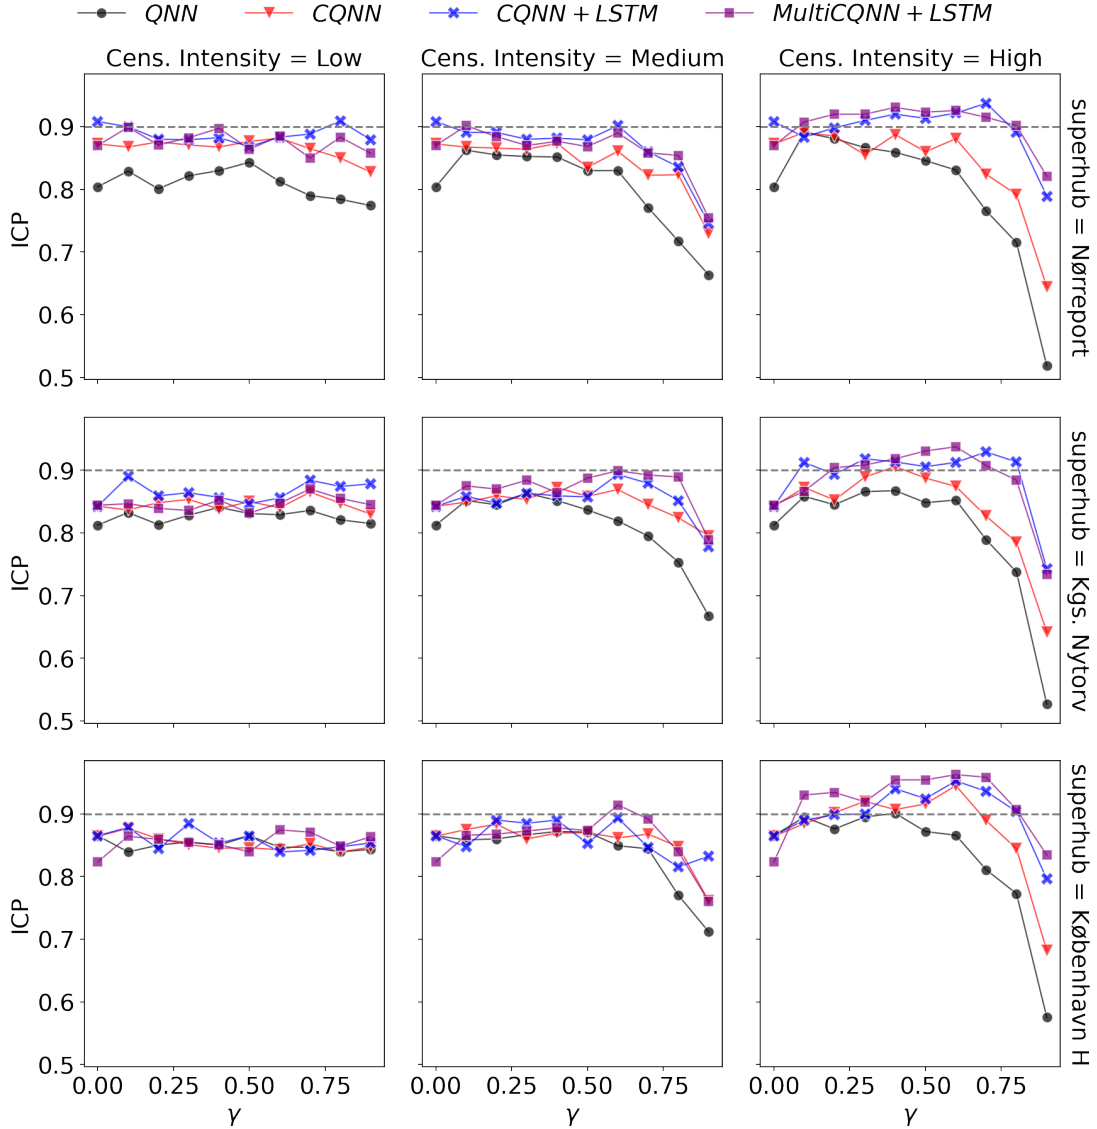 QNN CQNN CQNN + LSTM MultiCQNN + LSTM
Cens. Intensity = Low Cens. Intensity = Medium Cens. Intensity = High
0.9
0.8
0.7
0.6
0.5
ICP
superhub = Nørreport
0.9
0.8
0.7
0.6
0.5
ICP
superhub = Kgs. Nytorv
0.9
0.8
0.7
0.6
0.5
ICP
superhub = København H
0.00 0.25 0.50 0.75 0.00 0.25 0.50 0.75 0.00 0.25 0.50 0.75
γ γ γ